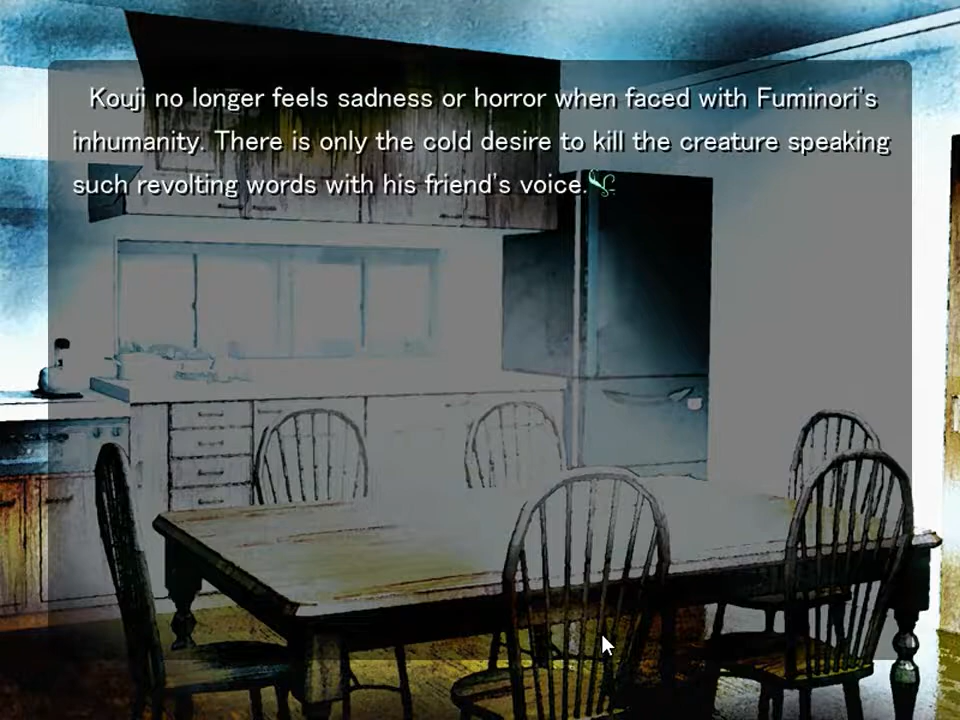 Kouji no longer feels sadness or horror when faced with Fuminori's
inhumanity. There is only the cold desire to kill the creature speaking
such revolting words with his friend's voice.